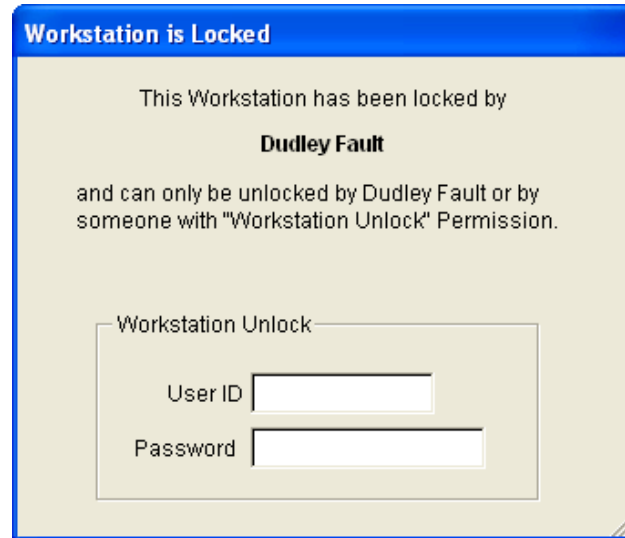 Workstation is Locked
This Workstation has been locked by
Dudley Fault
and can only be unlocked by Dudley Fault or by
someone with "Workstation Unlock" Permission.
Workstation Unlock
User ID
Password